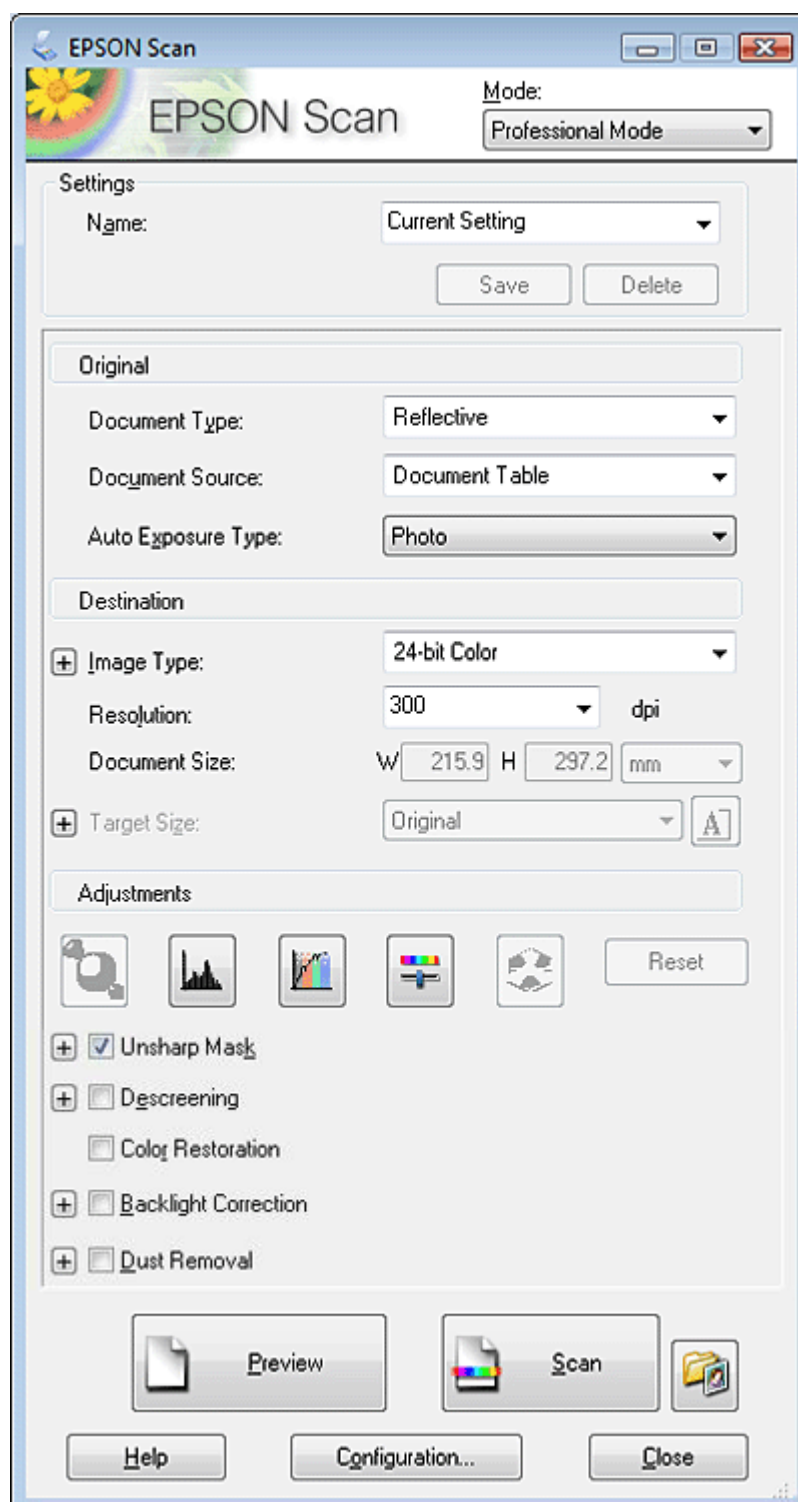 EPSON Scan
EPSON Scan
Mode:
Professional Mode
Settings
Name: Current Setting
Save Delete
Original
Document Type: Reflective
Document Source: Document Table
Auto Exposure Type: Photo
Destination
Image Type: 24-bit Color
Resolution: 300 dpi
Document Size: W 215.9 H 297.2 mm
Target Size: Original A
Adjustments
Reset
Unsharp Mask
Descreening
Color Restoration
Backlight Correction
Dust Removal
Preview Scan
Help Configuration... Close